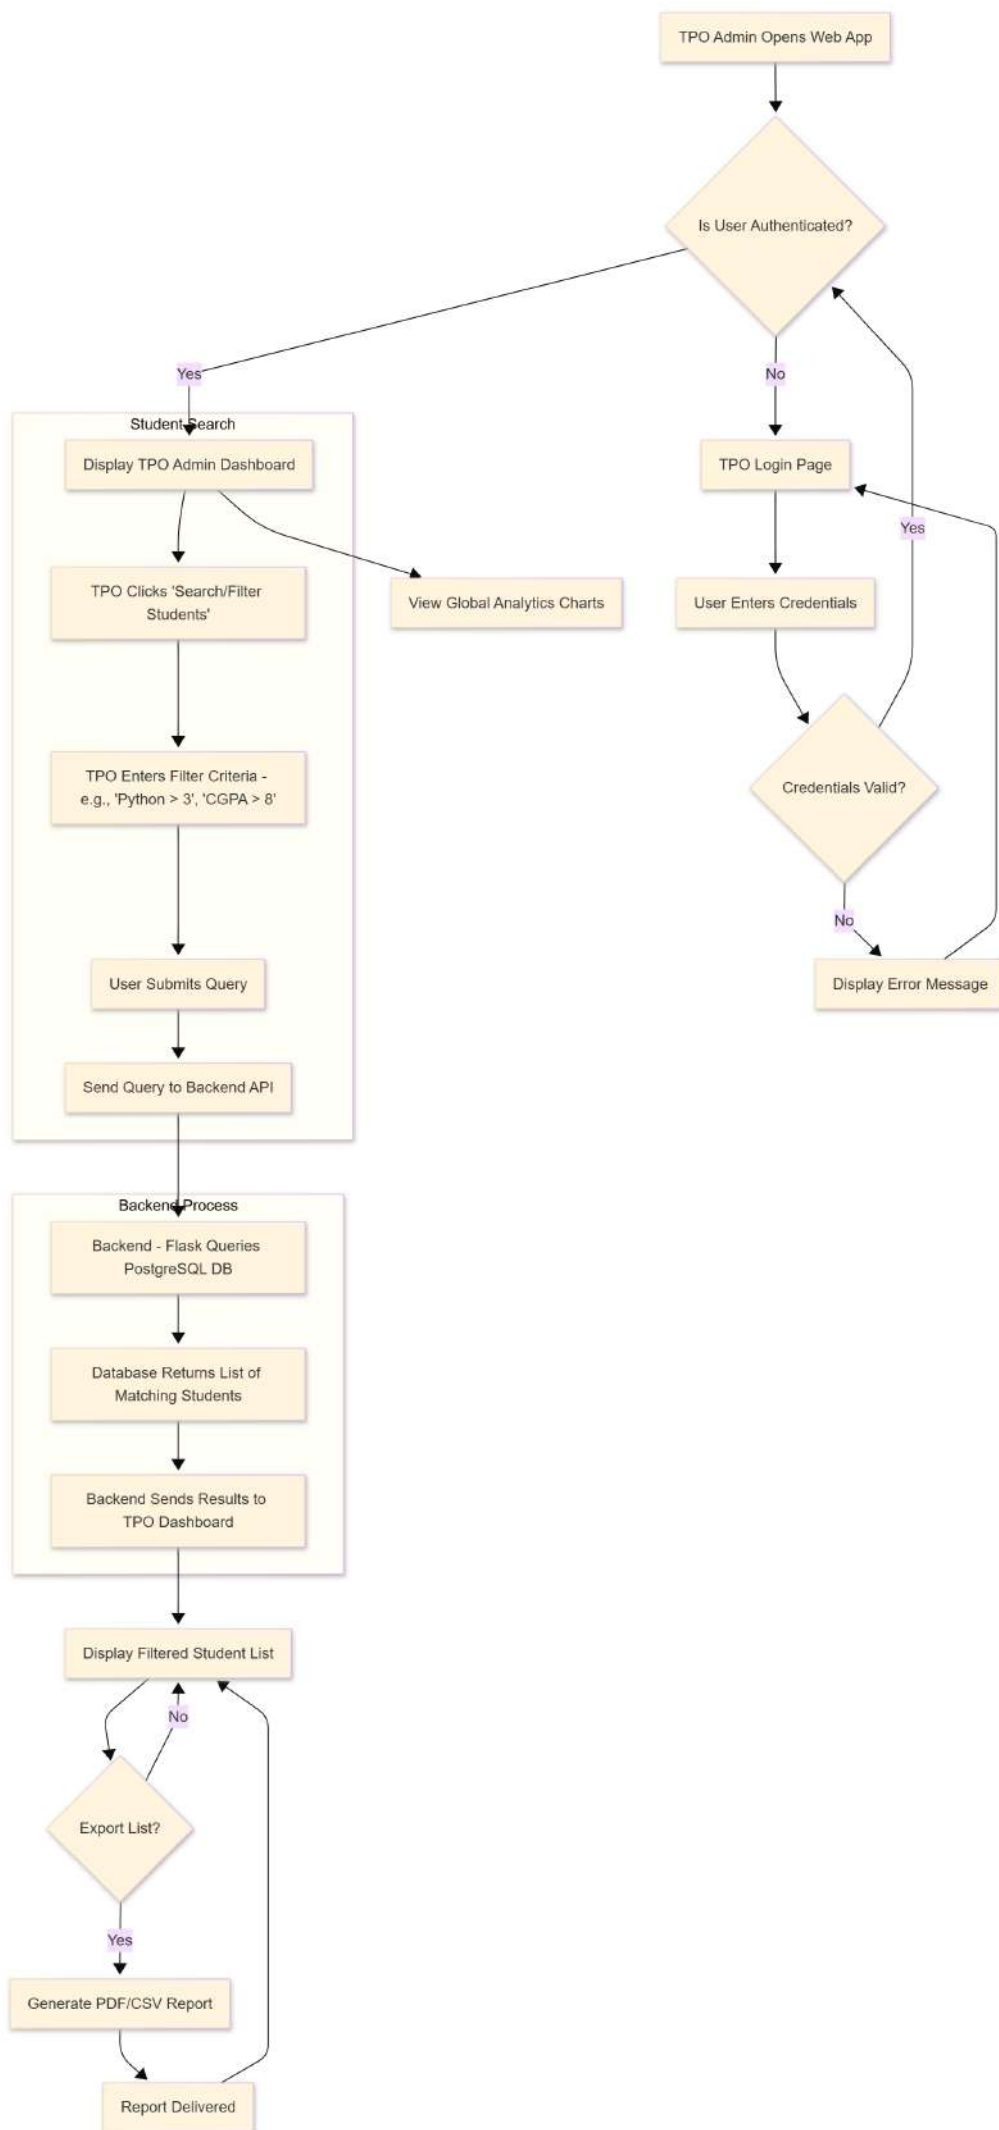 TPO Admin Opens Web App
Is User Authenticated?
Yes
No
Student Search
Display TPO Admin Dashboard
TPO Login Page
Yes
TPO Clicks 'Search/Filter
Students'
View Global Analytics Charts
User Enters Credentials
TPO Enters Filter Criteria -
e.g., 'Python > 3', 'CGPA > 8'
Credentials Valid?
No
User Submits Query
Display Error Message
Send Query to Backend API
Backend Process
Backend - Flask Queries
PostgreSQL DB
Database Returns List of
Matching Students
Backend Sends Results to
TPO Dashboard
Display Filtered Student List
No
Export List?
Yes
Generate PDF/CSV Report
Report Delivered